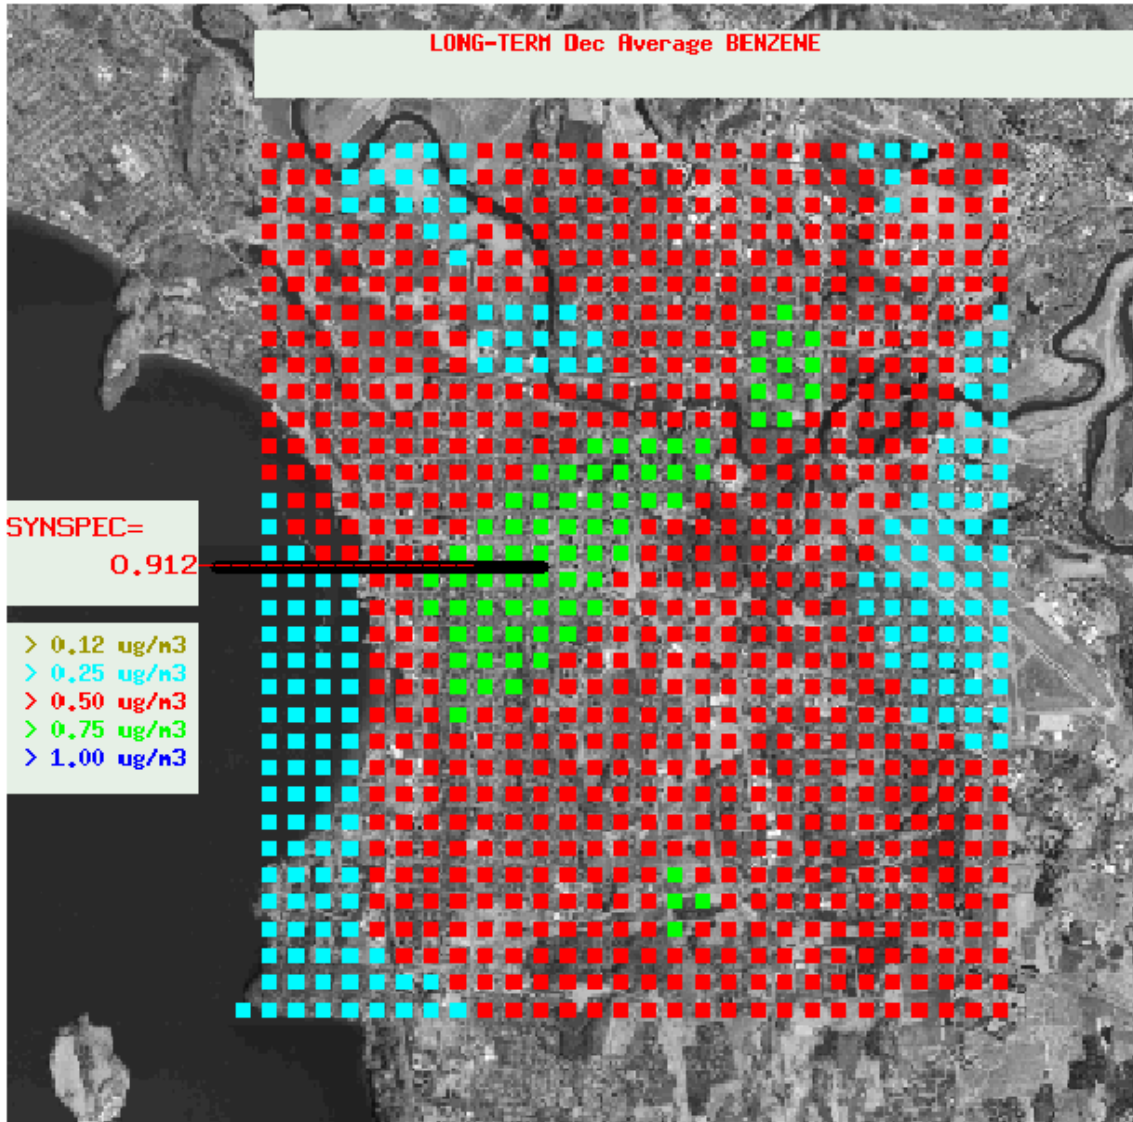 LONG-TERM Dec Average BENZENE
SYNSPEC=
0.912
> 0.12 ug/m3
> 0.25 ug/m3
> 0.50 ug/m3
> 0.75 ug/m3
> 1.00 ug/m3